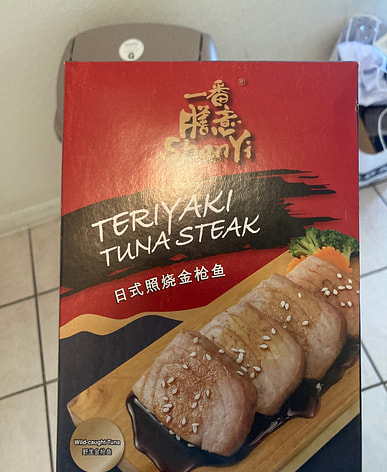 一番
膳意®
ShanYi
TERIYAKI
TUNA STEAK
日式照烧金枪鱼
Wild-caught Tuna
野生金枪鱼